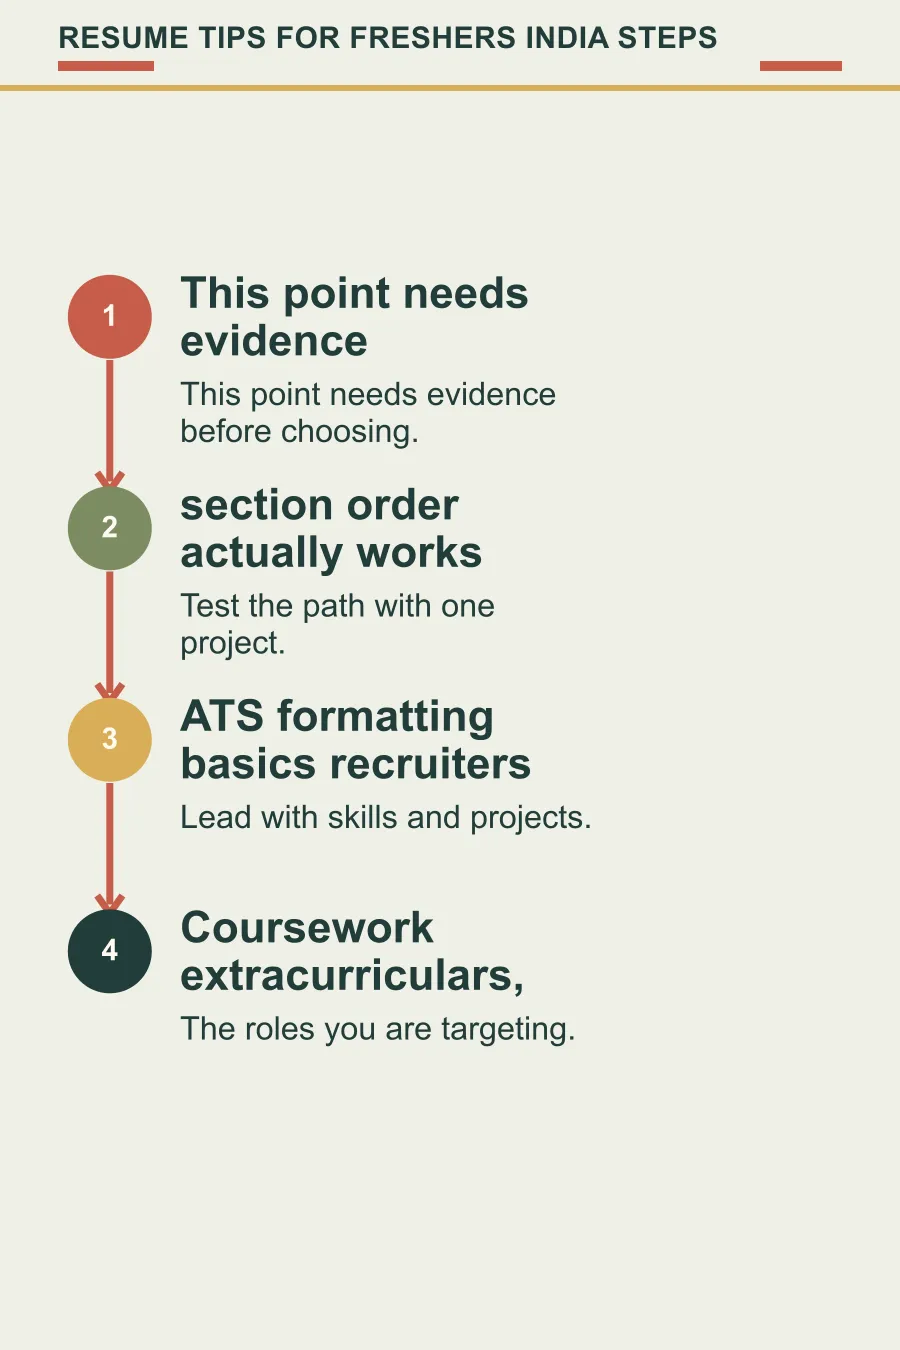 RESUME TIPS FOR FRESHERS INDIA STEPS
1
This point needs
evidence
This point needs evidence
before choosing.
2
section order
actually works
Test the path with one
project.
3
ATS formatting
basics recruiters
Lead with skills and projects.
4
Coursework
extracurriculars,
The roles you are targeting.